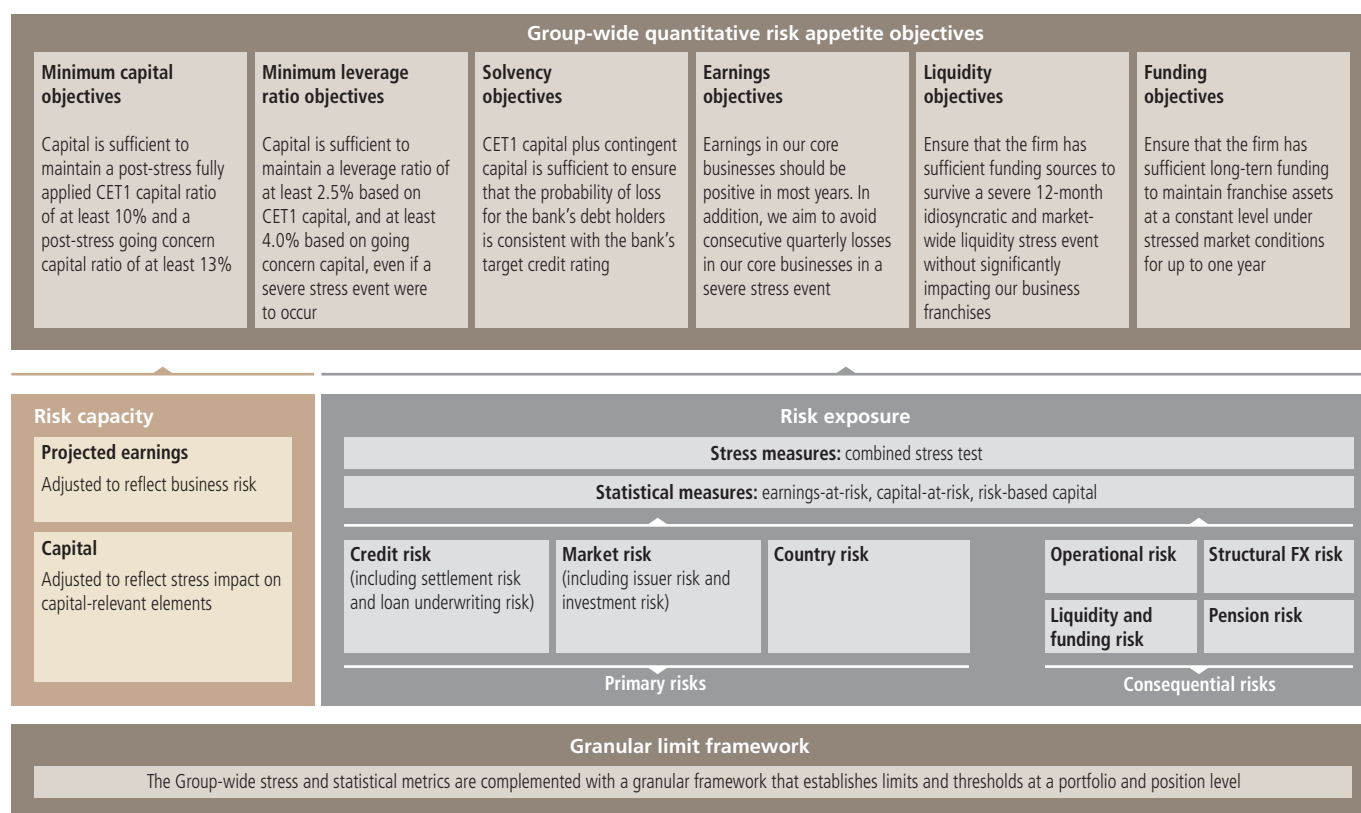 Group-wide quantitative risk appetite objectives
Minimum capital
objectives
Capital is sufficient to
maintain a post-stress fully
applied CET1 capital ratio
of at least 10% and a
post-stress going concern
capital ratio of at least 13%
Minimum leverage
ratio objectives
Capital is sufficient to
maintain a leverage ratio of
at least 2.5% based on
CET1 capital, and at least
4.0% based on going
concern capital, even if a
severe stress event were
to occur
Solvency
objectives
CET1 capital plus contingent
capital is sufficient to ensure
that the probability of loss
for the bank’s debt holders
is consistent with the bank’s
target credit rating
Earnings
objectives
Earnings in our core
businesses should be
positive in most years. In
addition, we aim to avoid
consecutive quarterly losses
in our core businesses in a
severe stress event
Liquidity
objectives
Ensure that the firm has
sufficient funding sources to
survive a severe 12-month
idiosyncratic and market-
wide liquidity stress event
without significantly
impacting our business
franchises
Funding
objectives
Ensure that the firm has
sufficient long-tern funding
to maintain franchise assets
at a constant level under
stressed market conditions
for up to one year
Risk capacity
Projected earnings
Adjusted to reflect business risk
Capital
Adjusted to reflect stress impact on
capital-relevant elements
Risk exposure
Stress measures: combined stress test
Statistical measures: earnings-at-risk, capital-at-risk, risk-based capital
Credit risk
(including settlement risk
and loan underwriting risk)
Market risk
(including issuer risk and
investment risk)
Country risk
Primary risks
Operational risk
Structural FX risk
Liquidity and
funding risk
Pension risk
Consequential risks
Granular limit framework
The Group-wide stress and statistical metrics are complemented with a granular framework that establishes limits and thresholds at a portfolio and position level